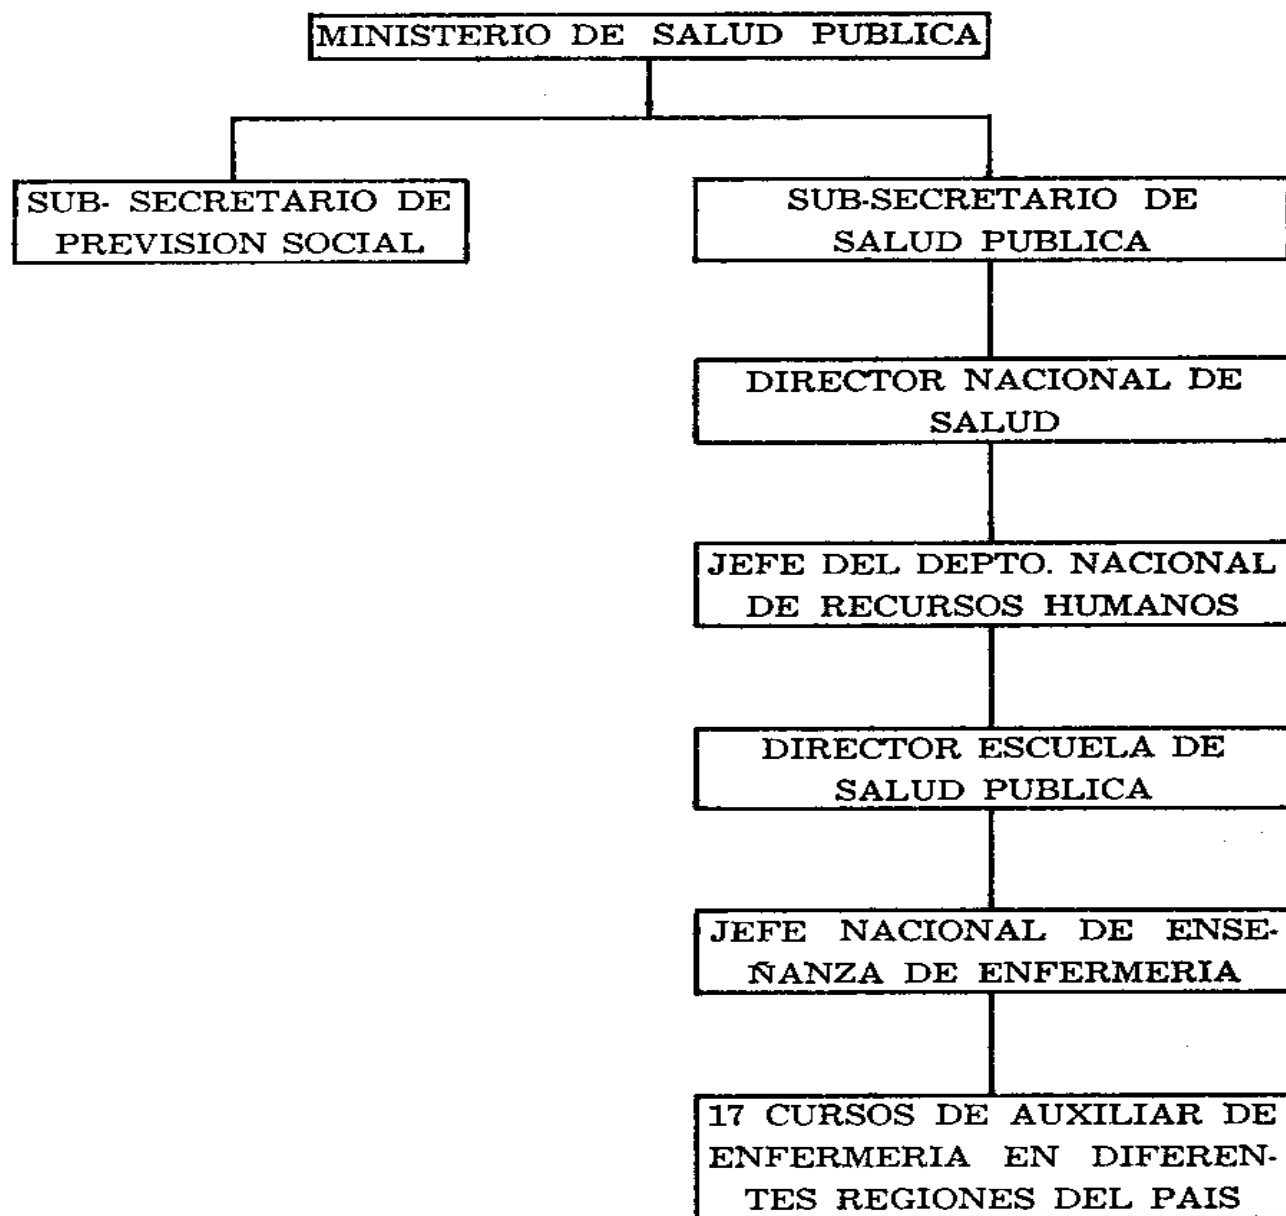 MINISTERIO DE SALUD PUBLICA
SUB- SECRETARIO DE
PREVISION SOCIAL
SUB-SECRETARIO DE
SALUD PUBLICA
DIRECTOR NACIONAL DE
SALUD
JEFE DEL DEPTO. NACIONAL
DE RECURSOS HUMANOS
DIRECTOR ESCUELA DE
SALUD PUBLICA
JEFE NACIONAL DE ENSE-
ÑANZA DE ENFERMERIA
17 CURSOS DE AUXILIAR DE
ENFERMERIA EN DIFEREN-
TES REGIONES DEL PAIS